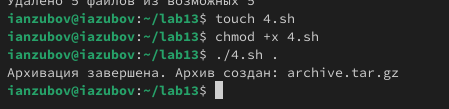 Удалено 5 файлов из возможных 5
ianzubov@iazubov:~/lab13$ touch 4.sh
ianzubov@iazubov:~/lab13$ chmod +x 4.sh
ianzubov@iazubov:~/lab13$ ./4.sh .
Архивация завершена. Архив создан: archive.tar.gz
ianzubov@iazubov:~/lab13$